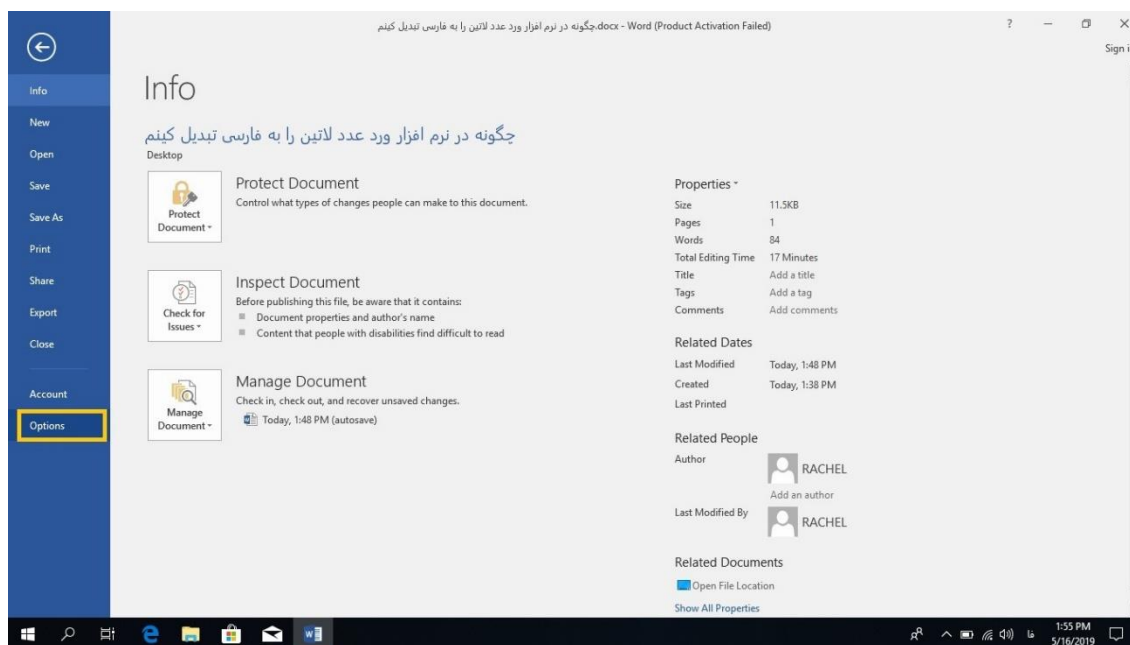 چگونه در نرم افزار ورد عدد لاتین را به فارسی تبدیل کینم.docx - Word (Product Activation Failed)
?
Sign i
Info
New
Open
Save
Save As
Print
Share
Export
Close
Account
Options
Info
چگونه در نرم افزار ورد عدد لاتین را به فارسی تبدیل کینم
Desktop
Protect Document
Protect Document
Control what types of changes people can make to this document.
Check for Issues
Inspect Document
Before publishing this file, be aware that it contains:
Document properties and author's name
Content that people with disabilities find difficult to read
Manage Document
Manage Document
Check in, check out, and recover unsaved changes.
Today, 1:48 PM (autosave)
Properties
Size 11.5KB
Pages 1
Words 84
Total Editing Time 17 Minutes
Title Add a title
Tags Add a tag
Comments Add comments
Related Dates
Last Modified Today, 1:48 PM
Created Today, 1:38 PM
Last Printed
Related People
Author RACHEL
Add an author
Last Modified By RACHEL
Related Documents
Open File Location
Show All Properties
فا
1:55 PM
5/16/2019